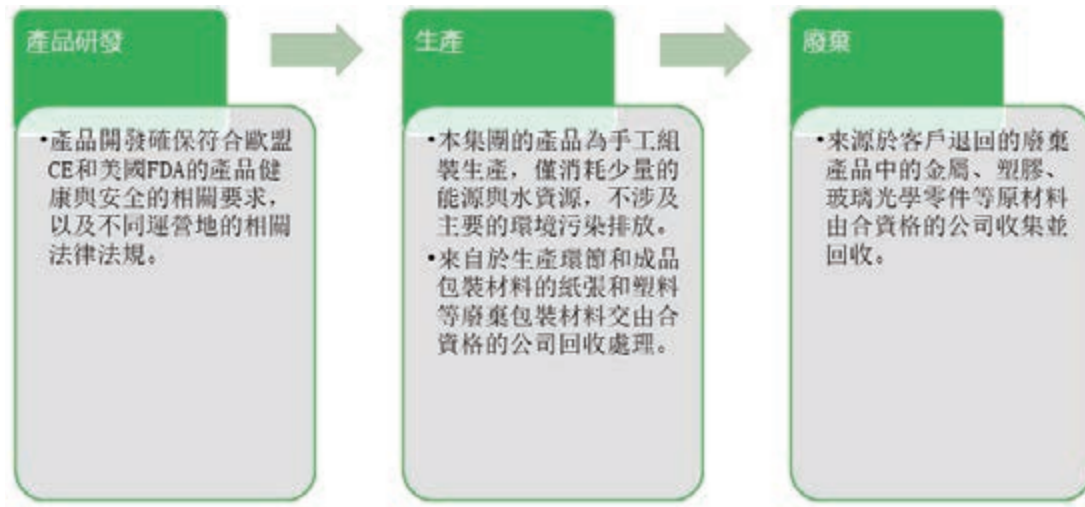 產品研發
•產品開發確保符合歐盟
CE和美國FDA的產品健
康與安全的相關要求，
以及不同運營地的相關
法律法規。
生產
•本集團的產品為手工組
裝生產，僅消耗少量的
能源與水資源，不涉及
主要的環境污染排放。
•來自於生產環節和成品
包裝材料的紙張和塑料
等廢棄包裝材料交由合
資格的公司回收處理。
廢棄
•來源於客戶退回的廢棄
產品中的金屬、塑膠、
玻璃光學零件等原材料
由合資格的公司收集並
回收。